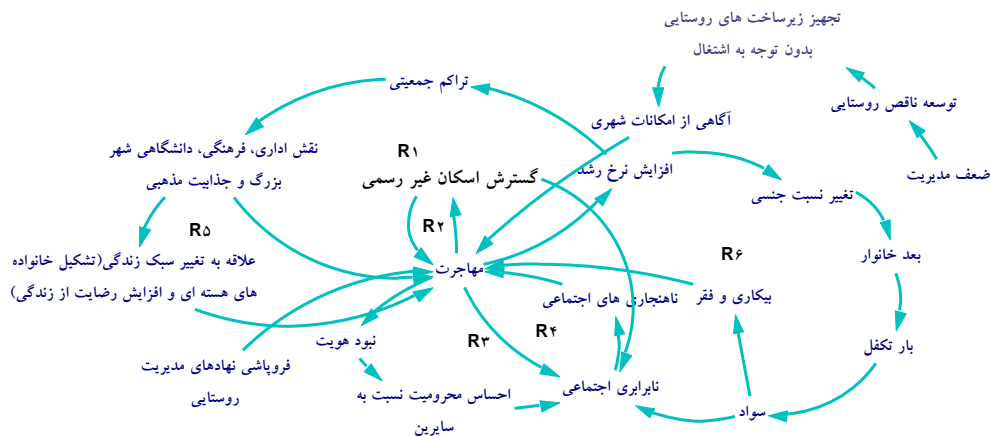 تجهیز زیرساخت های روستایی
بدون توجه به اشتغال
توسعه ناقص روستایی
ضعف مدیریت
آگاهی از امکانات شهری
تراکم جمعیتی
افزایش نرخ رشد
تغییر نسبت جنسی
نقش اداری، فرهنگی، دانشگاهی شهر
بزرگ و جذابیت مذهبی
R۱
گسترش اسکان غیر رسمی
R۲
R۵
R۶
علاقه به تغییر سبک زندگی(تشکیل خانواده
های هسته ای و افزایش رضایت از زندگی)
مهاجرت
بعد خانوار
ناهنجاری های اجتماعی
بیکاری و فقر
نبود هویت
R۳
R۴
بار تکفل
فروپاشی نهادهای مدیریت
روستایی
احساس محرومیت نسبت به
سایرین
نابرابری اجتماعی
سواد